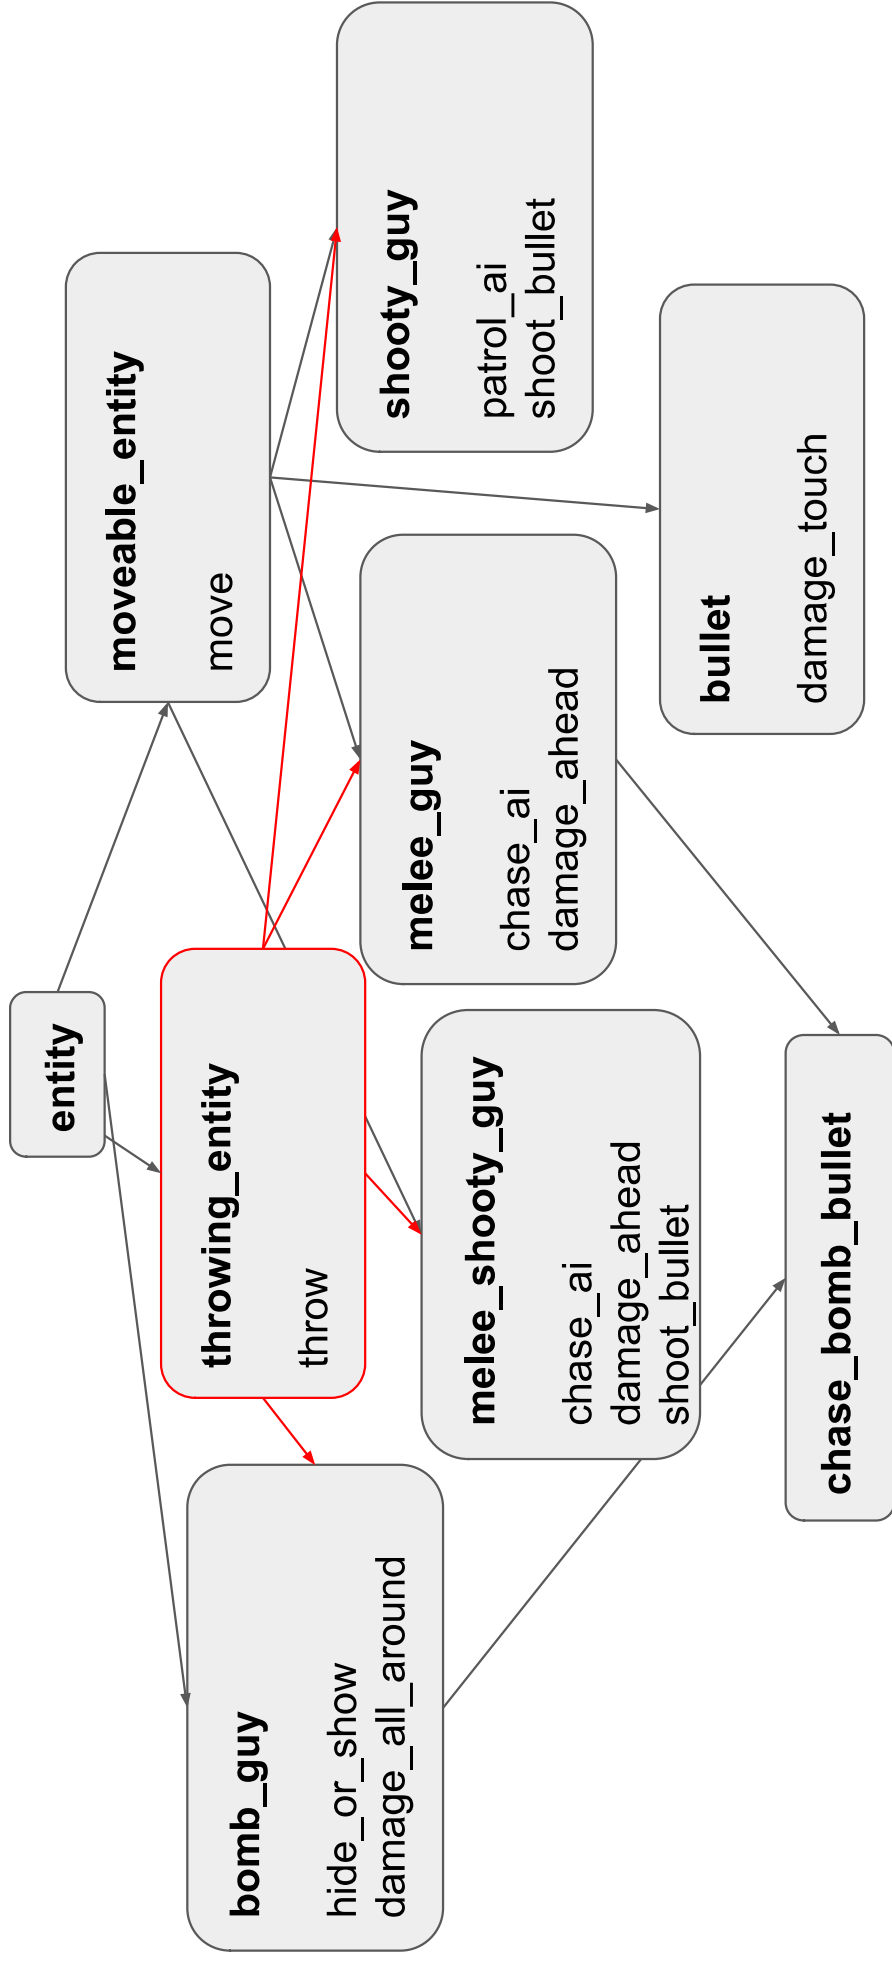 entity
moveable_entity
move
throwing_entity
throw
bomb_guy
hide_or_show
damage_all_around
melee_shooty_guy
chase_ai
damage_ahead
shoot_bullet
melee_guy
chase_ai
damage_ahead
shooty_guy
patrol_ai
shoot_bullet
bullet
damage_touch
chase_bomb_bullet